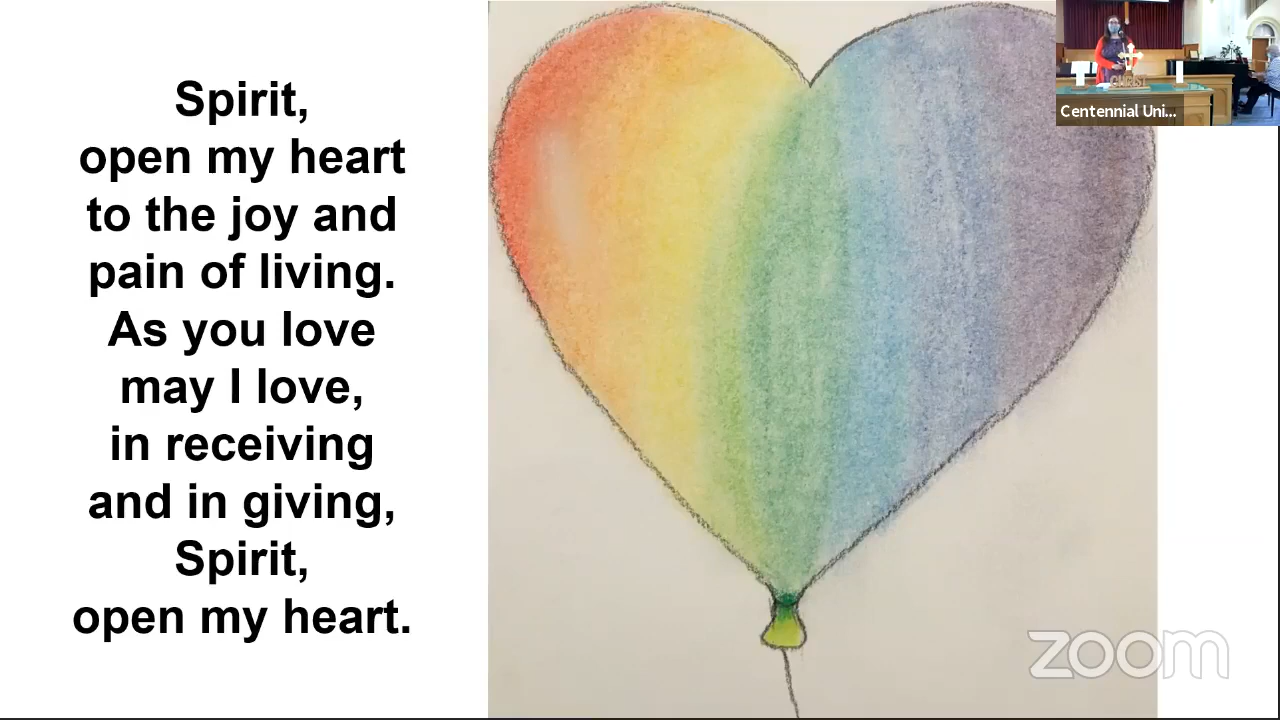 Spirit,
open my heart
to the joy and
pain of living.
As you love
may I love,
in receiving
and in giving,
Spirit,
open my heart.
Centennial Uni...
CHRIST
zoom